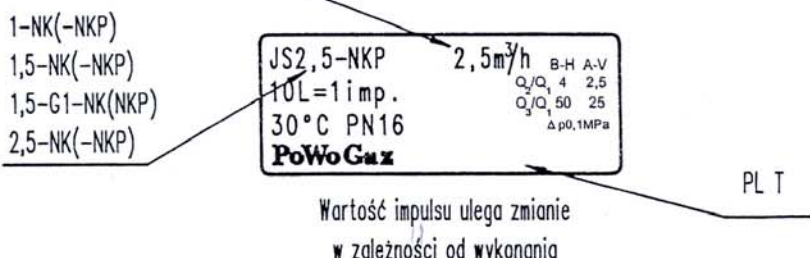 1-NK(-NKP)
1,5-NK(-NKP)
1,5-G1-NK(NKP)
2,5-NK(-NKP)
JS2,5-NKP 2,5m³/h B-H A-V
Q₂/Q₁ 4 2,5
10L=1imp.
Q₃/Q₁ 50 25
30°C PN16 Δp0,1MPa
PoWoGaz
PL T
Wartość impulsu ulega zmianie
w zależności od wykonania